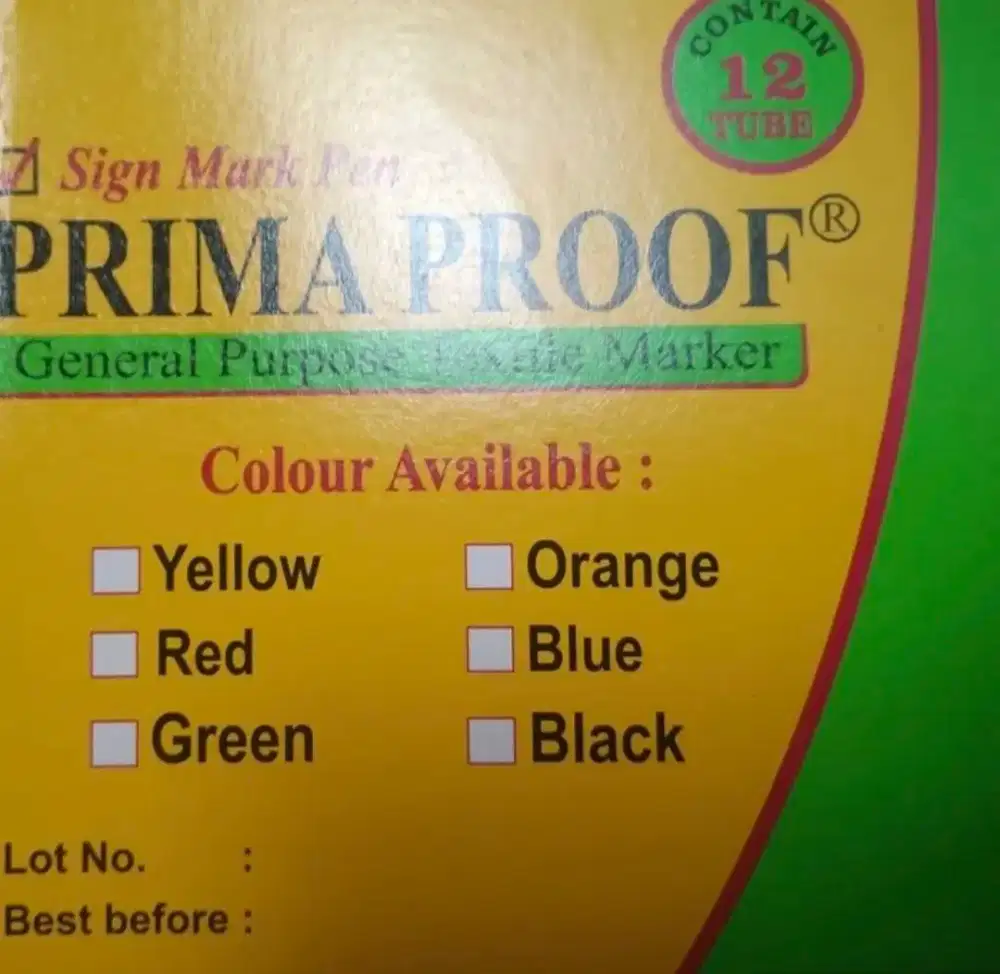 CONTAIN
12
TUBE
Sign Mark Pen
PRIMA PROOF®
General Purpose Textile Marker
Colour Available :
Yellow
Orange
Red
Blue
Green
Black
Lot No. :
Best before :